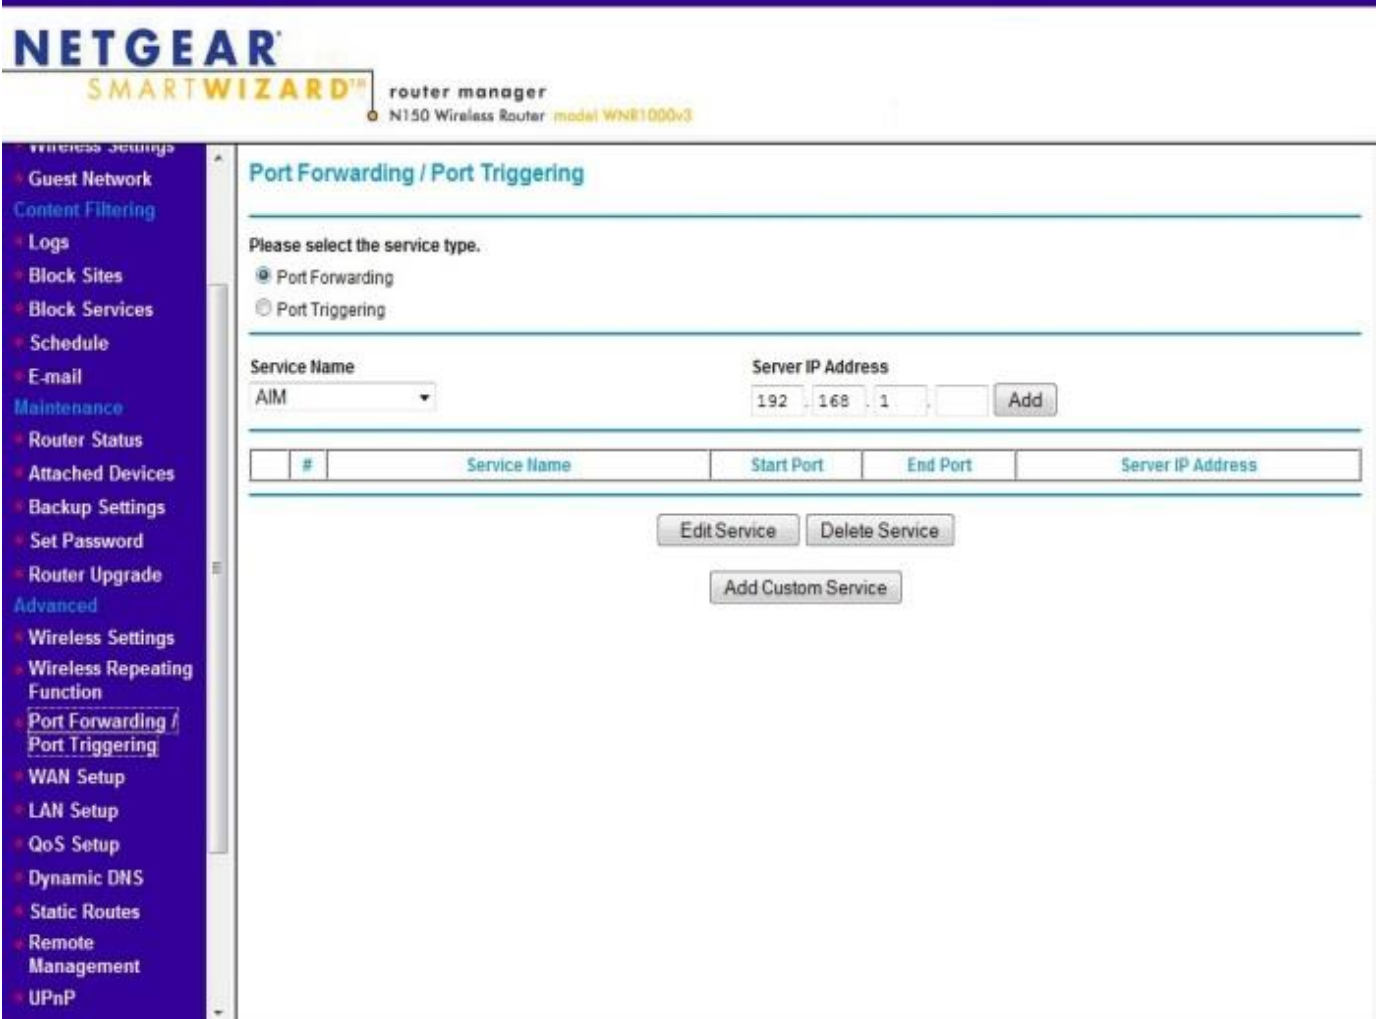 NETGEAR
SMARTWIZARD™
router manager
N150 Wireless Router model WNR1000v3
Wireless Settings
Guest Network
Content Filtering
Logs
Block Sites
Block Services
Schedule
E-mail
Maintenance
Router Status
Attached Devices
Backup Settings
Set Password
Router Upgrade
Advanced
Wireless Settings
Wireless Repeating
Function
Port Forwarding /
Port Triggering
WAN Setup
LAN Setup
QoS Setup
Dynamic DNS
Static Routes
Remote
Management
UPnP
Port Forwarding / Port Triggering
Please select the service type.
Port Forwarding
Port Triggering
Service Name Server IP Address
AIM 192 . 168 . 1 . Add
# Service Name Start Port End Port Server IP Address
Edit Service Delete Service
Add Custom Service